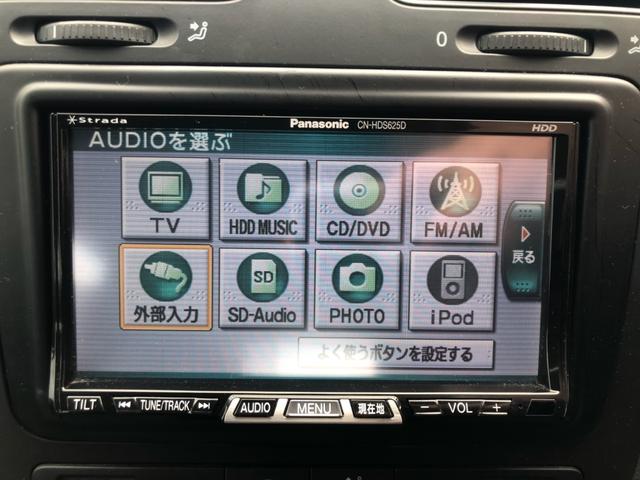 0
Strada
Panasonic
CN-HDS625D
HDD
AUDIOを選ぶ
TV
HDD MUSIC
CD/DVD
FM/AM
戻る
外部入力
SD
SD-Audio
PHOTO
iPod
よく使うボタンを設定する
TILT
TUNE/TRACK
AUDIO
MENU
現在地
− VOL +